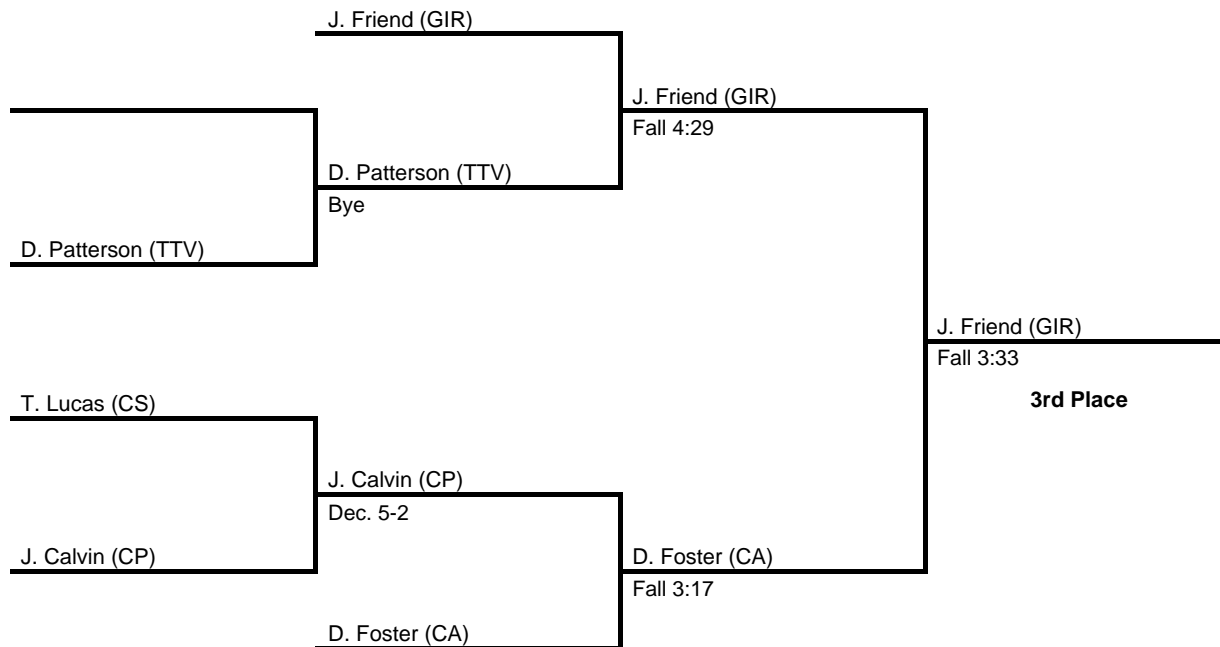 J. Friend (GIR)
J. Friend (GIR)
Fall 4:29
D. Patterson (TTV)
Bye
D. Patterson (TTV)
J. Friend (GIR)
Fall 3:33
3rd Place
T. Lucas (CS)
J. Calvin (CP)
Dec. 5-2
J. Calvin (CP)
D. Foster (CA)
Fall 3:17
D. Foster (CA)